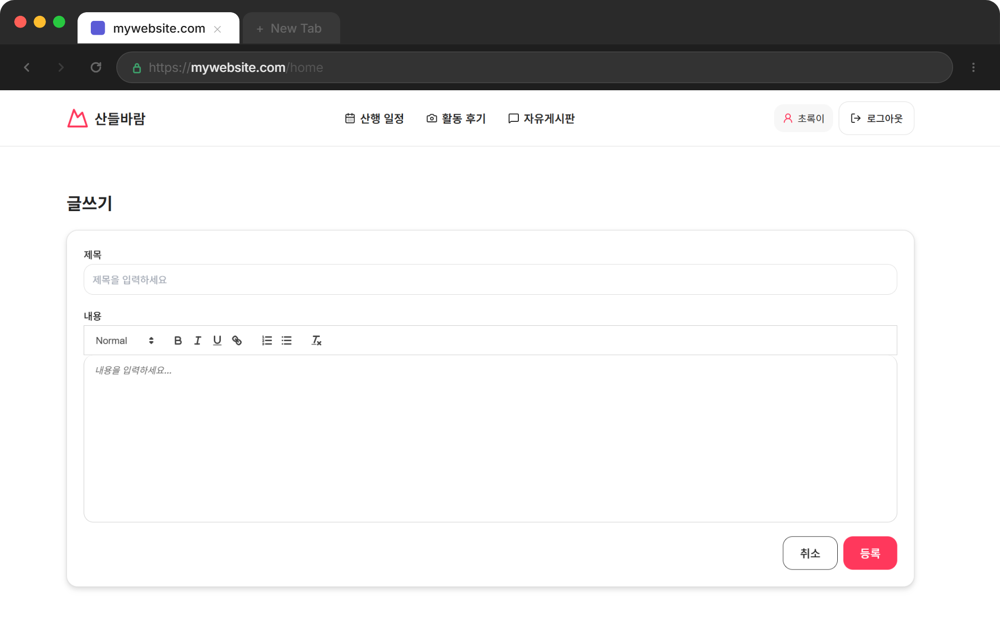 mywebsite.com
+ New Tab
https://mywebsite.com/home
산들바람
산행 일정
활동 후기
자유게시판
초록이
로그아웃
글쓰기
제목
제목을 입력하세요
내용
Normal
내용을 입력하세요...
취소
등록